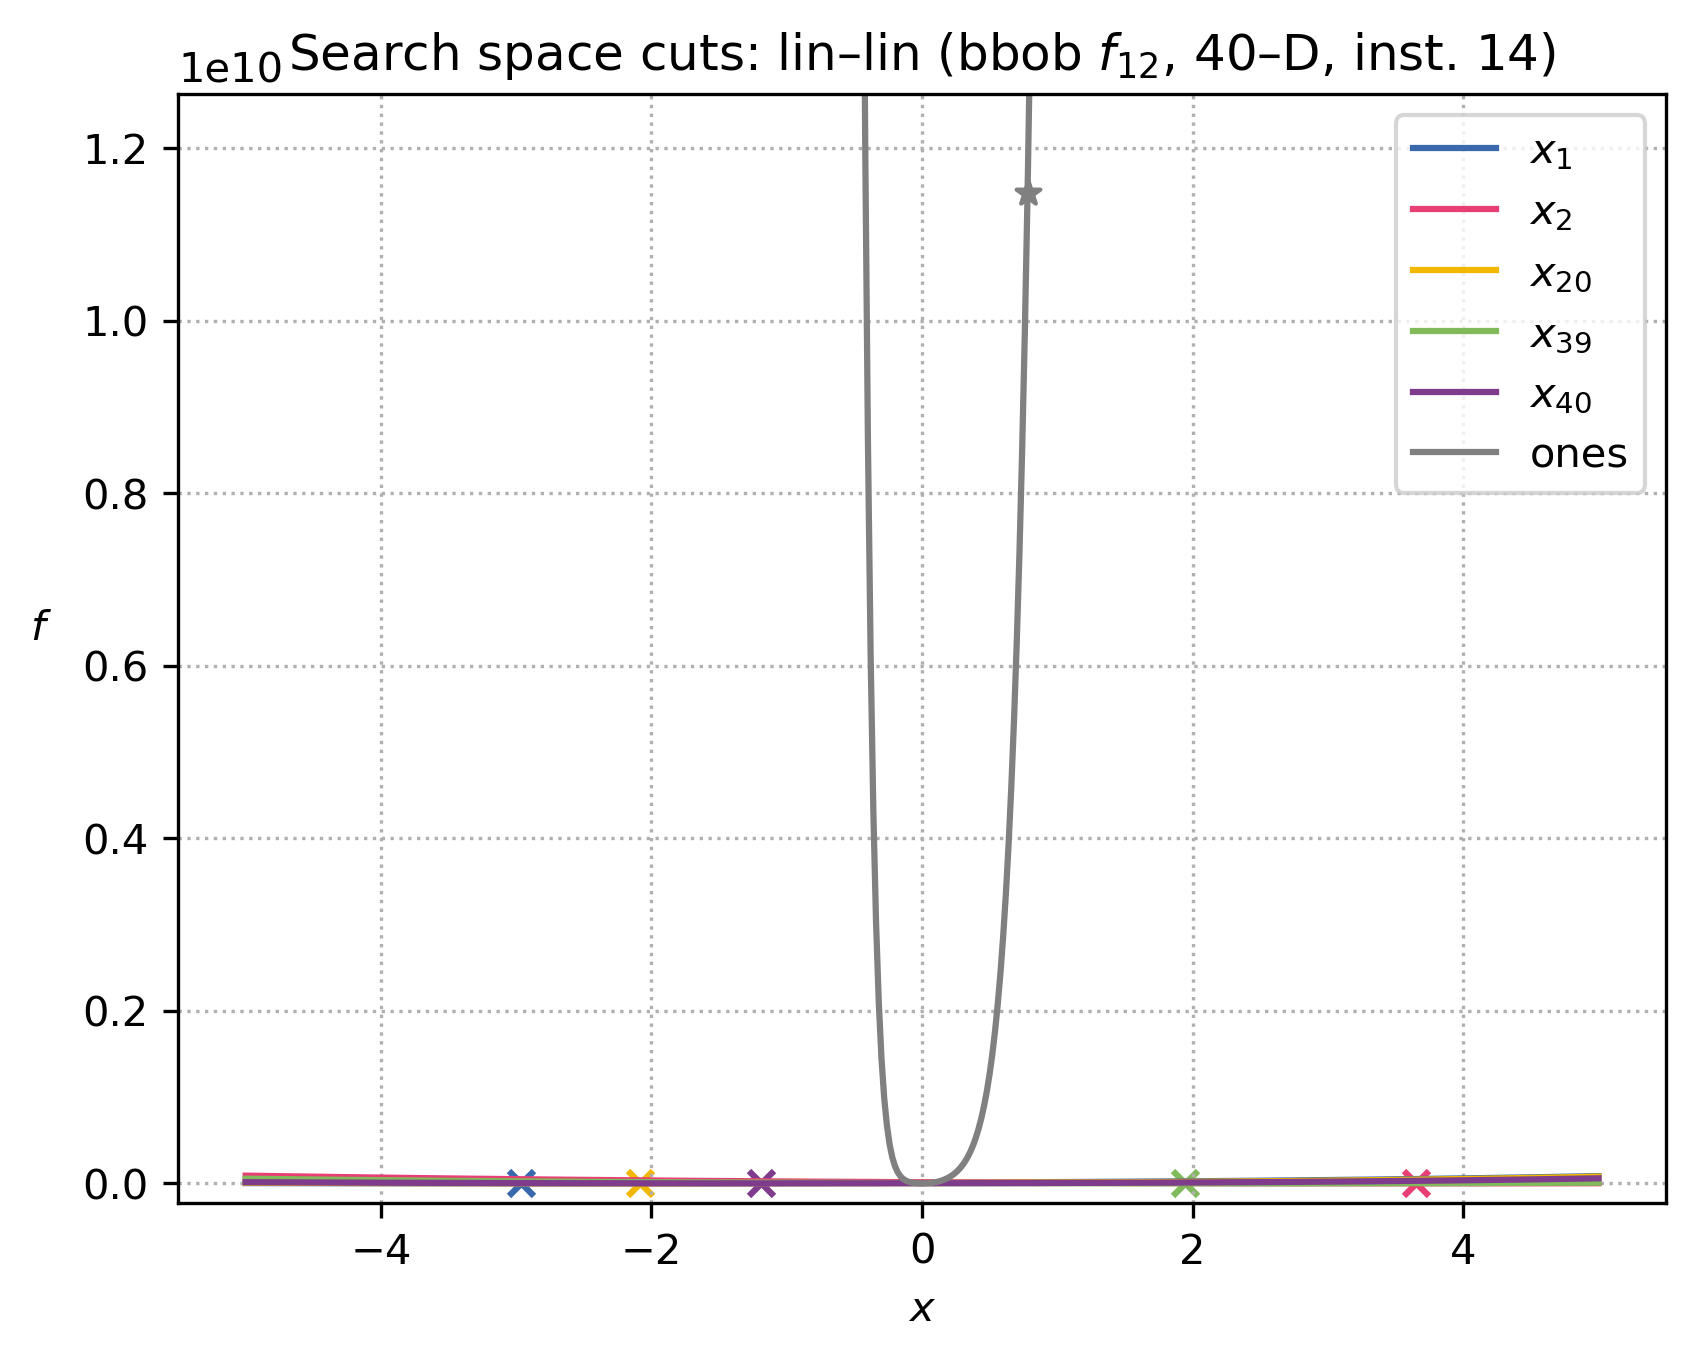 1e10
Search space cuts: lin–lin (bbob f12, 40–D, inst. 14)
1.2
1.0
0.8
0.6
0.4
0.2
0.0
f
−4
−2
0
2
4
x
x1
x2
x20
x39
x40
ones